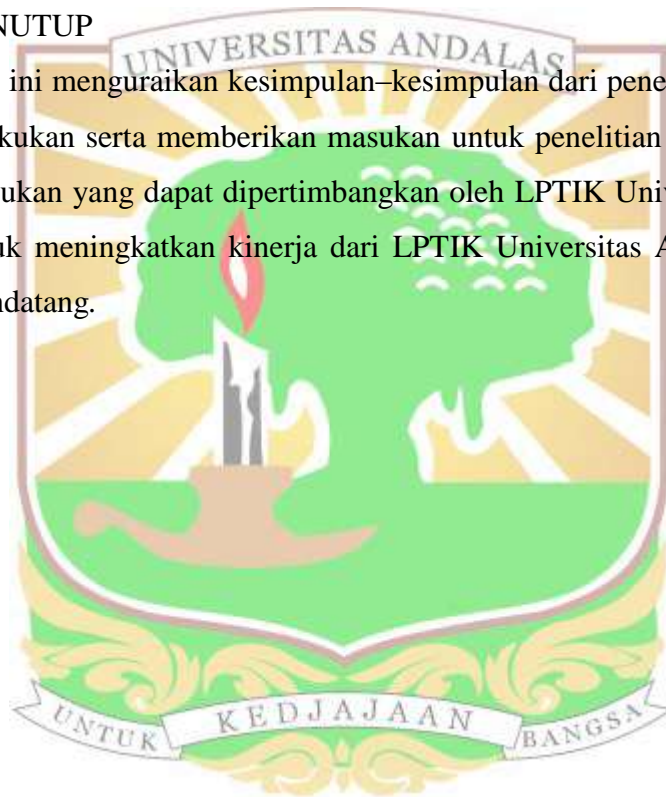 NUTUP
UNIVERSITAS ANDALAS
ini menguraikan kesimpulan–kesimpulan dari pene
kukan serta memberikan masukan untuk penelitian
ukan yang dapat dipertimbangkan oleh LPTIK Univ
uk meningkatkan kinerja dari LPTIK Universitas A
ndatang.
UNTUK KEDJAJAAN BANGSA